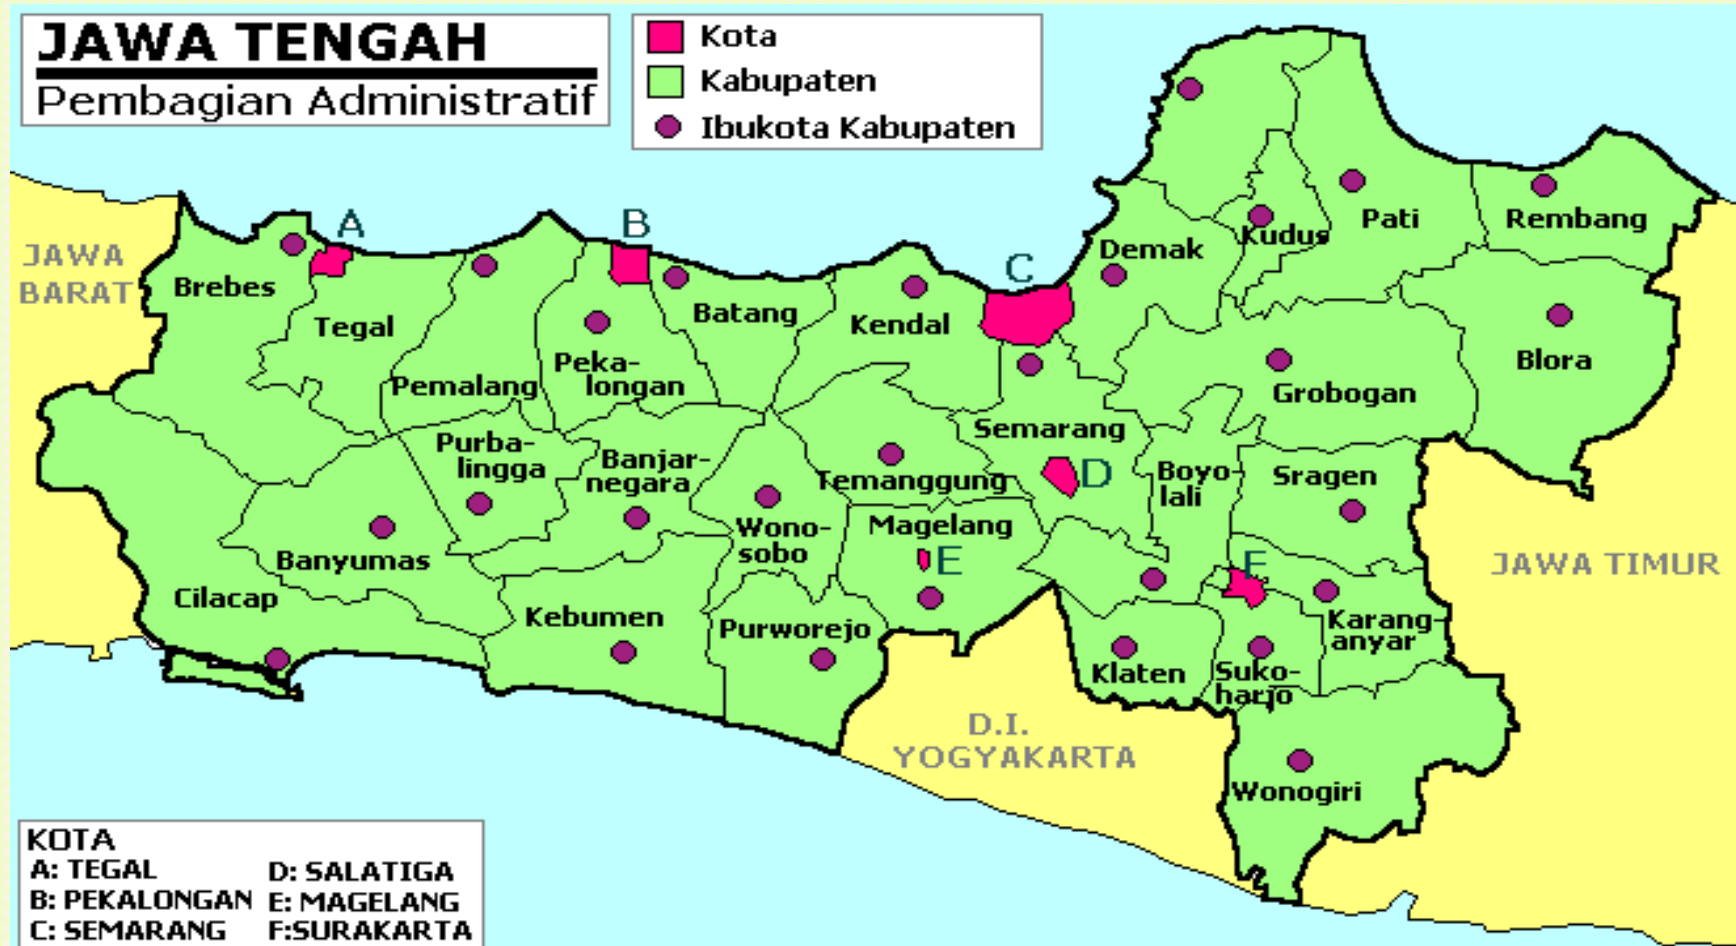 JAWA TENGAH
Pembagian Administratif
Kota
Kabupaten
Ibukota Kabupaten
A
B
C
JAWA
BARAT
Brebes
Tegal
Pemalang
Peka-
longan
Batang
Kendal
Demak
Kudus
Pati
Rembang
Blora
Grobogan
Semarang
D
Purba-
lingga
Banjar-
negara
Temanggung
Boyo-
lali
Sragen
Wono-
sobo
Magelang
E
F
JAWA TIMUR
Banyumas
Cilacap
Kebumen
Purworejo
Klaten
Suko-
harjo
Karang-
anyar
D.I.
YOGYAKARTA
Wonogiri
KOTA
A: TEGAL
B: PEKALONGAN
C: SEMARANG
D: SALATIGA
E: MAGELANG
F:SURAKARTA